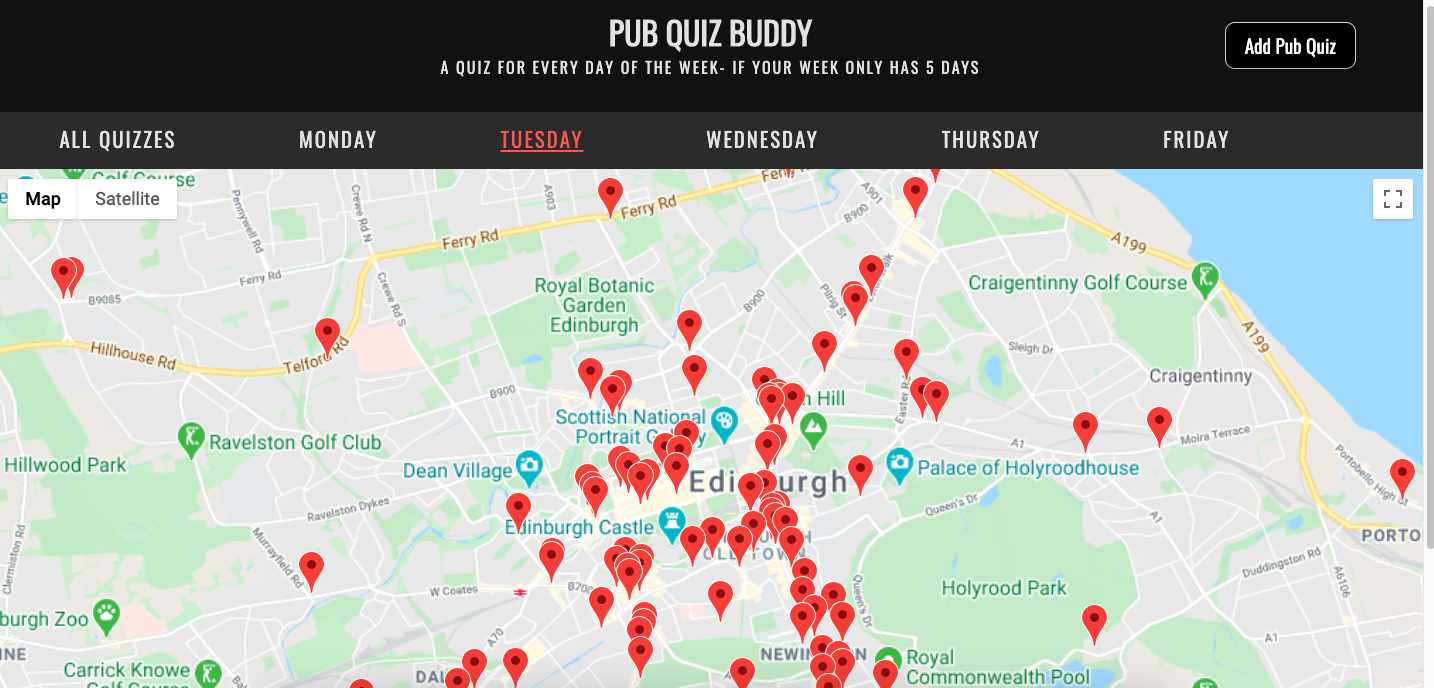 PUB QUIZ BUDDY
A QUIZ FOR EVERY DAY OF THE WEEK- IF YOUR WEEK ONLY HAS 5 DAYS
Add Pub Quiz
ALL QUIZZES MONDAY TUESDAY WEDNESDAY THURSDAY FRIDAY
Golf Course
Map Satellite
Ferry Rd
A903
Crewe Rd N
Pennywell Rd
Ferry Rd
A901
B900
A199
Ferry Rd
B9085
Crewe Rd S
Royal Botanic
Garden
Edinburgh
B900
Pilrig St
Craigentinny Golf Course
A199
Hillhouse Rd
Telford Rd
Sleigh Dr
Craigentinny
B900
Easter R
Hill
Scottish National
Portrait G
y
Ravelston Golf Club
A1
Moira Terrace
Hillwood Park
Dean Village
Edinburgh
Palace of Holyroodhouse
Portobello High St
Ravelston Dykes
Queen's Dr
A1
Edinburgh Castle
Murrayfield Rd
Clermiston Rd
OLD TOWN
PORTO
Duddingston Rd
W Coates
B70
Queen's Dr
Holyrood Park
A6106
burgh Zoo
A70
A1
INE
NEWIN
N
Carrick Knowe
Golf Course
DAL
Royal
Commonwealth Pool